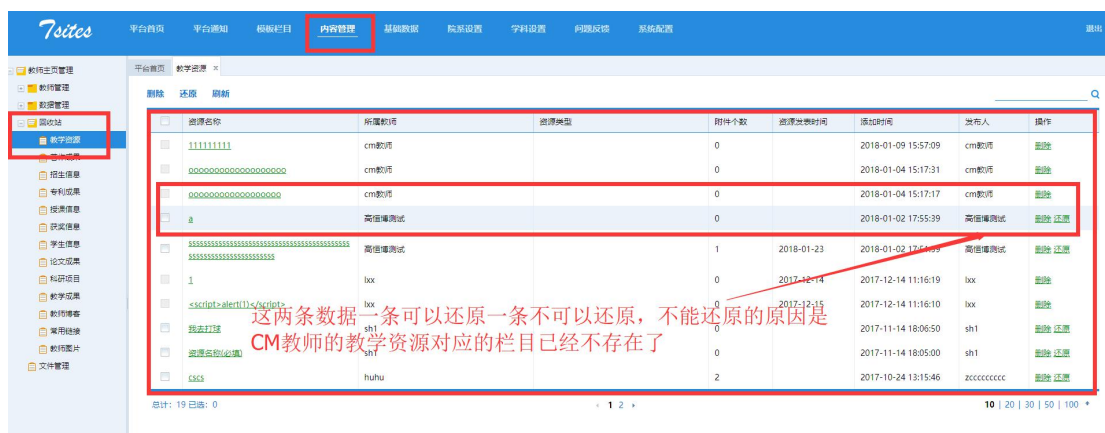 7sites
平台首页 平台通知 模板栏目 内容管理 基础数据 院系设置 学科设置 问题反馈 系统配置 退出
教师主页管理
教师管理
数据管理
回收站
教学资源
著作成果
招生信息
专利成果
授课信息
获奖信息
学生信息
论文成果
科研项目
教学成果
教师博客
常用链接
教师图片
文件管理
平台首页 教学资源 ×
删除 还原 刷新
资源名称 所属教师 资源类型 附件个数 资源发表时间 添加时间 发布人 操作
111111111 cm教师 0 2018-01-09 15:57:09 cm教师 删除
cm教师 0 2018-01-04 15:17:31 cm教师 删除
cm教师 0 2018-01-04 15:17:17 cm教师 删除
a 高恒博测试 0 2018-01-02 17:55:39 高恒博测试 删除 还原
高恒博测试 1 2018-01-23 2018-01-02 高恒博测试 删除 还原
1 lxx 0 2017-12-14 2017-12-14 11:16:19 lxx 删除
<script>alert(1)</script> lxx 0 2017-12-15 2017-12-14 11:16:10 lxx 删除
我去打球 sh1 0 2017-11-14 18:06:50 sh1 删除 还原
资源名称(必填) sh1 0 2017-11-14 18:05:00 sh1 删除 还原
cscs huhu 2 2017-10-24 13:15:46 zcccccccc 删除 还原
这两条数据一条可以还原一条不可以还原，不能还原的原因是
CM教师的教学资源对应的栏目已经不存在了
总计：19 已选：0 1 2 10 | 20 | 30 | 50 | 100